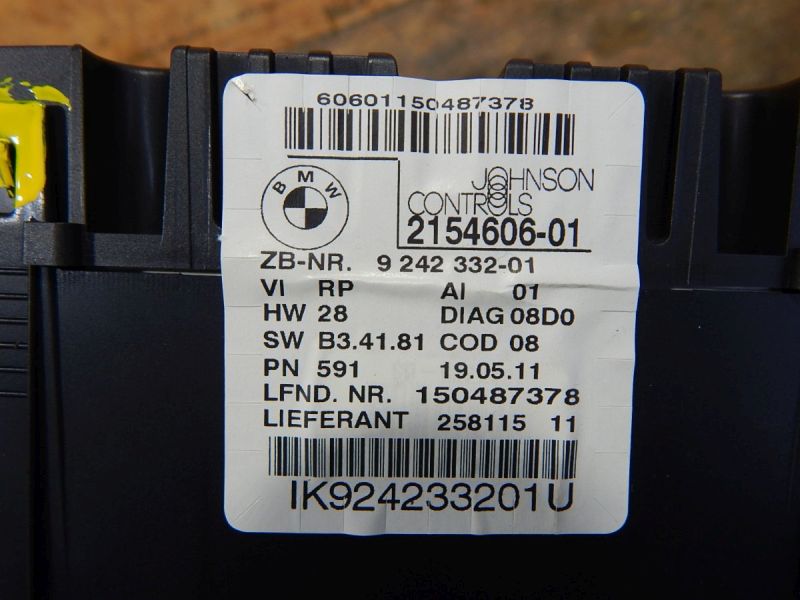 60601150487378
BMW
JOHNSON
CONTROLS
2154606-01
ZB-NR. 9 242 332-01
VI RP AI 01
HW 28 DIAG 08D0
SW B3.41.81 COD 08
PN 591 19.05.11
LFND. NR. 150487378
LIEFERANT 258115 11
IK924233201U